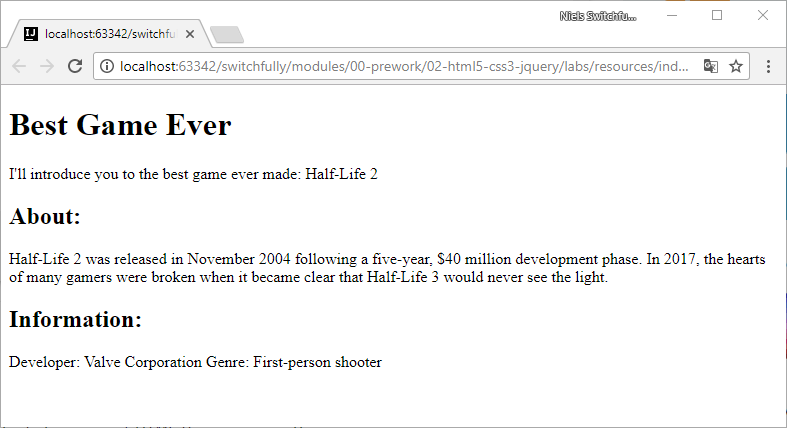 Niels Switchfu...
IJ
localhost:63342/switchfu
localhost:63342/switchfully/modules/00-prework/02-html5-css3-jquery/labs/resources/ind...
Best Game Ever
I'll introduce you to the best game ever made: Half-Life 2
About:
Half-Life 2 was released in November 2004 following a five-year, $40 million development phase. In 2017, the hearts
of many gamers were broken when it became clear that Half-Life 3 would never see the light.
Information:
Developer: Valve Corporation Genre: First-person shooter